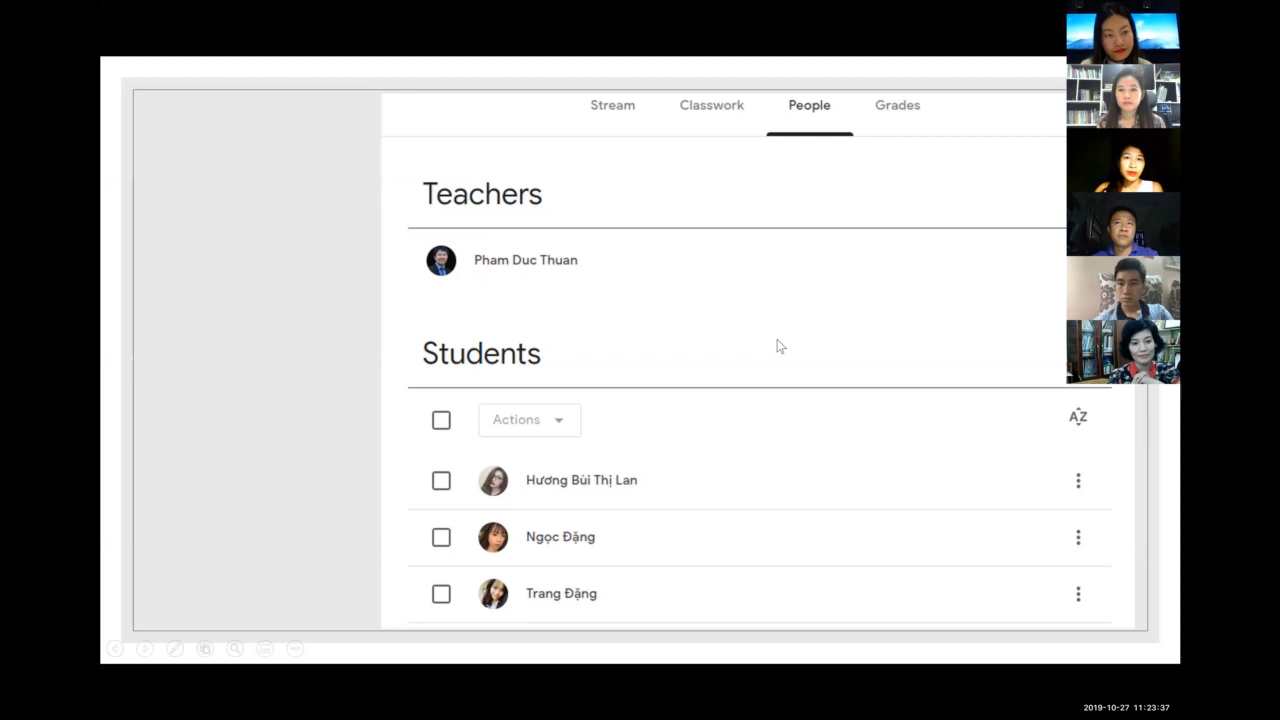 Stream Classwork People Grades
Teachers
Pham Duc Thuan
Students
Actions
AZ
Hương Bùi Thị Lan
Ngọc Đặng
Trang Đặng
2019-10-27 11:23:37